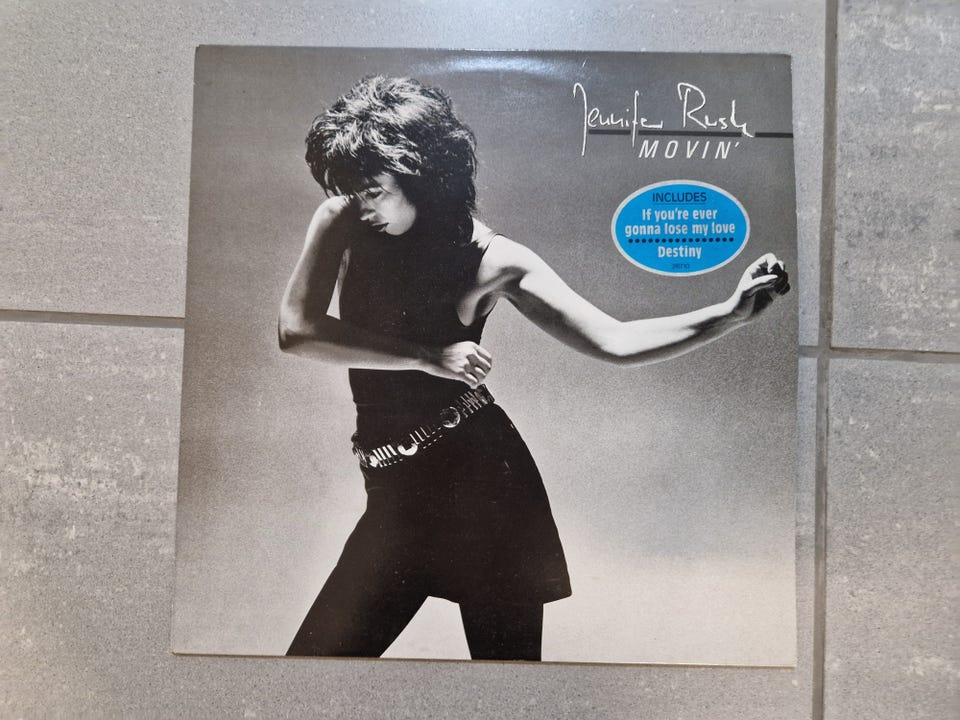 Jennifer Rush
MOVIN'
INCLUDES
If you're ever
gonna lose my love
Destiny